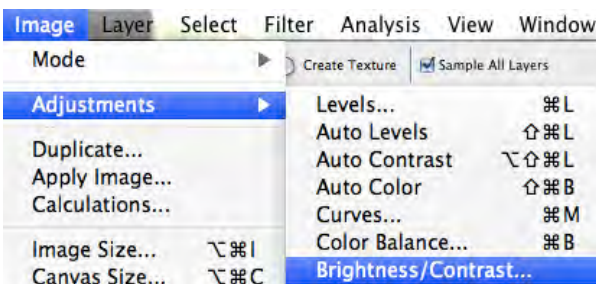 Image Layer Select Filter Analysis View Window
Mode
Create Texture Sample All Layers
Adjustments
Levels... ⌘L
Auto Levels ⇧⌘L
Auto Contrast ⌥⇧⌘L
Auto Color ⇧⌘B
Curves... ⌘M
Color Balance... ⌘B
Brightness/Contrast...
Duplicate...
Apply Image...
Calculations...
Image Size... ⌥⌘I
Canvas Size... ⌥⌘C